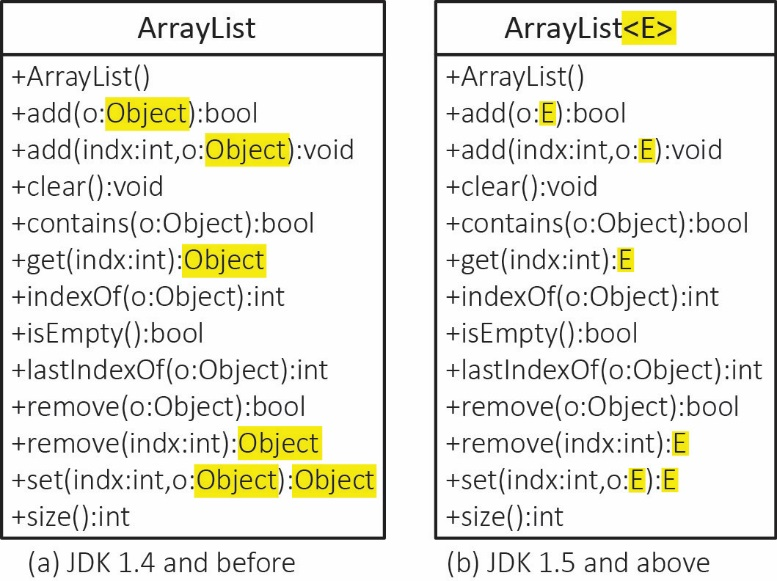 ArrayList
+ArrayList()
+add(o:Object):bool
+add(indx:int,o:Object):void
+clear():void
+contains(o:Object):bool
+get(indx:int):Object
+indexOf(o:Object):int
+isEmpty():bool
+lastIndexOf(o:Object):int
+remove(o:Object):bool
+remove(indx:int):Object
+set(indx:int,o:Object):Object
+size():int
(a) JDK 1.4 and before
ArrayList<E>
+ArrayList()
+add(o:E):bool
+add(indx:int,o:E):void
+clear():void
+contains(o:Object):bool
+get(indx:int):E
+indexOf(o:Object):int
+isEmpty():bool
+lastIndexOf(o:Object):int
+remove(o:Object):bool
+remove(indx:int):E
+set(indx:int,o:E):E
+size():int
(b) JDK 1.5 and above